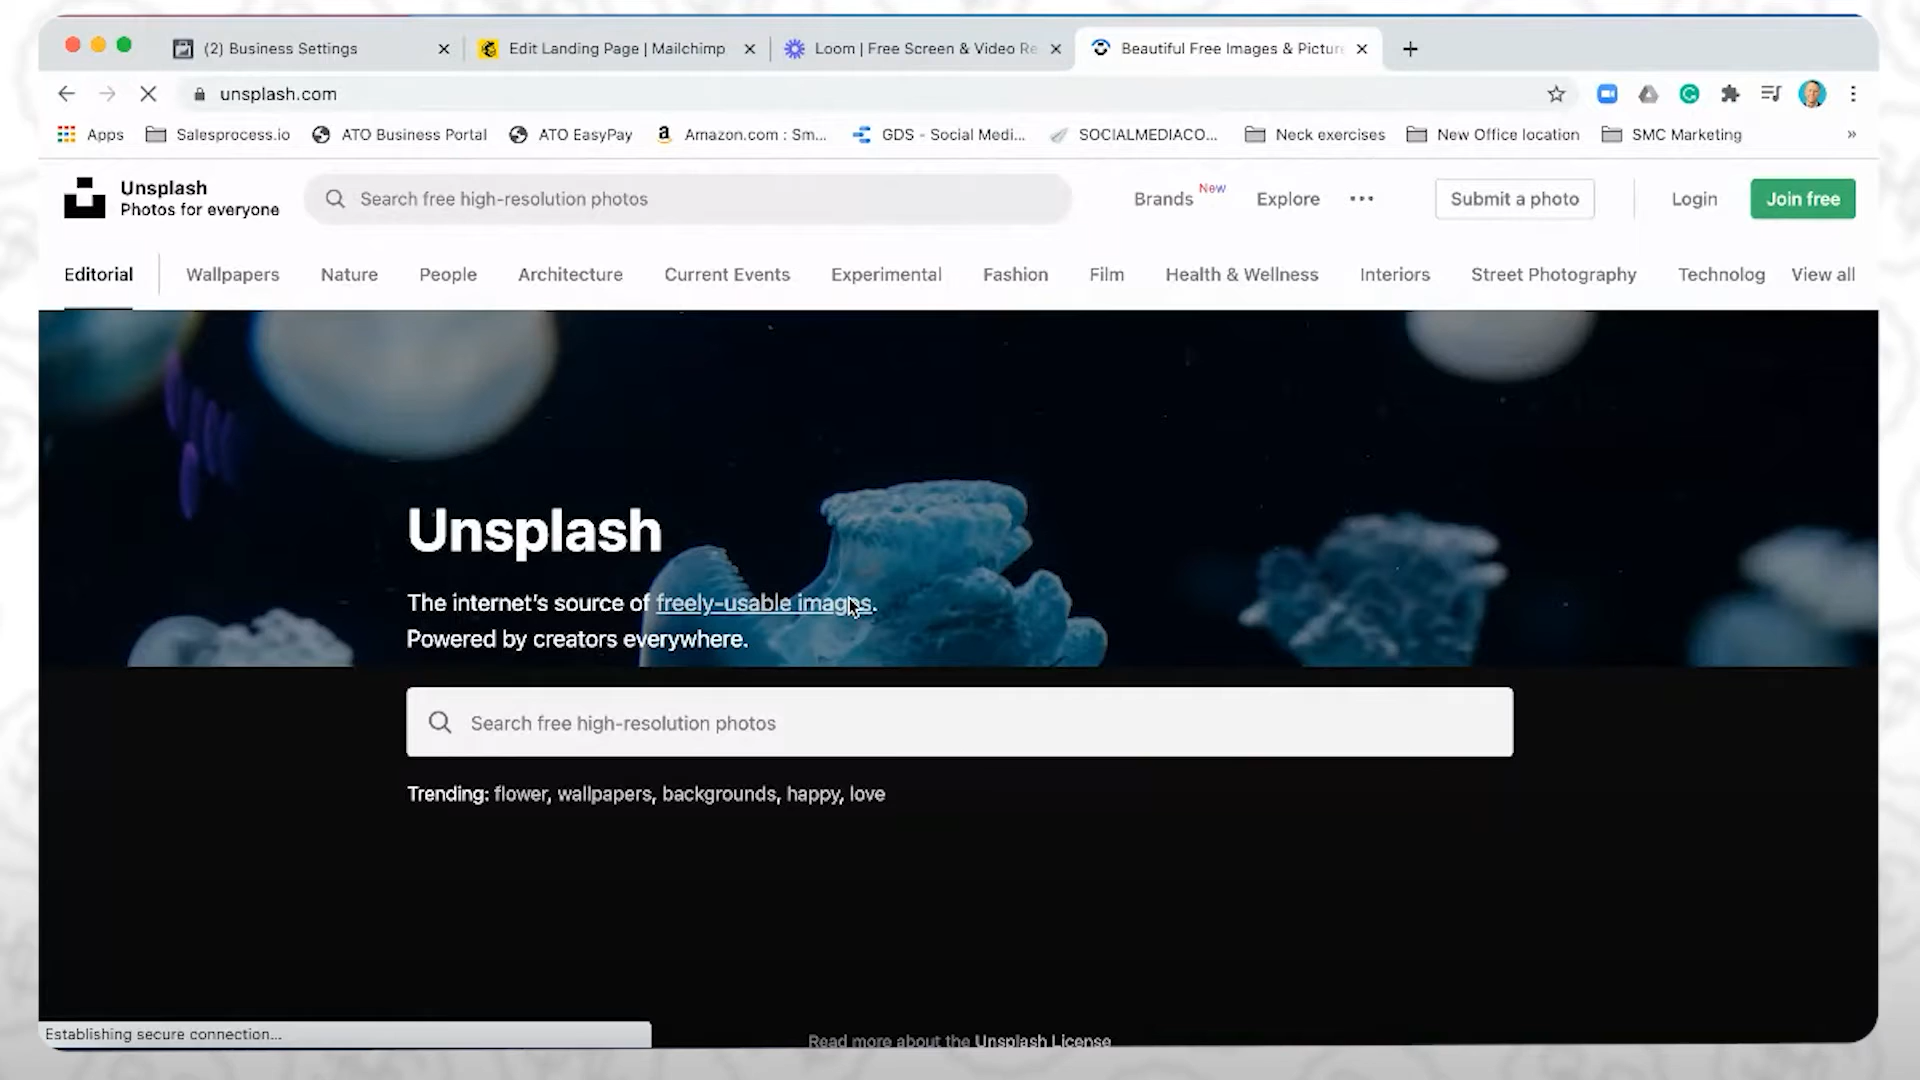 (2) Business Settings
Edit Landing Page | Mailchimp
Loom | Free Screen & Video Re
Beautiful Free Images & Pictur
unsplash.com
Apps
Salesprocess.io
ATO Business Portal
ATO EasyPay
Amazon.com : Sm...
GDS - Social Medi...
SOCIALMEDIACO...
Neck exercises
New Office location
SMC Marketing
»
Unsplash
Photos for everyone
Search free high-resolution photos
Brands New
Explore
Submit a photo
Login
Join free
Editorial
Wallpapers
Nature
People
Architecture
Current Events
Experimental
Fashion
Film
Health & Wellness
Interiors
Street Photography
Technolog
View all
Unsplash
The internet's source of freely-usable images.
Powered by creators everywhere.
Search free high-resolution photos
Trending: flower, wallpapers, backgrounds, happy, love
Establishing secure connection...
Read more about the Unsplash License